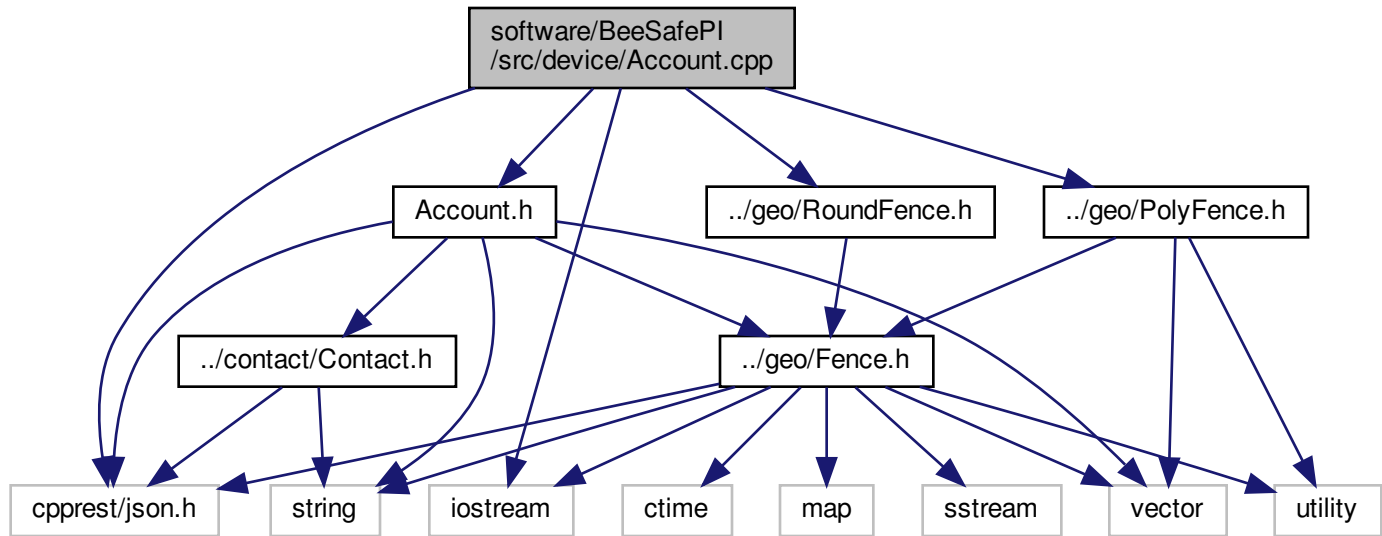 software/BeeSafePI
/src/device/Account.cpp
Account.h
../geo/RoundFence.h
../geo/PolyFence.h
../contact/Contact.h
../geo/Fence.h
cpprest/json.h
string
iostream
ctime
map
sstream
vector
utility